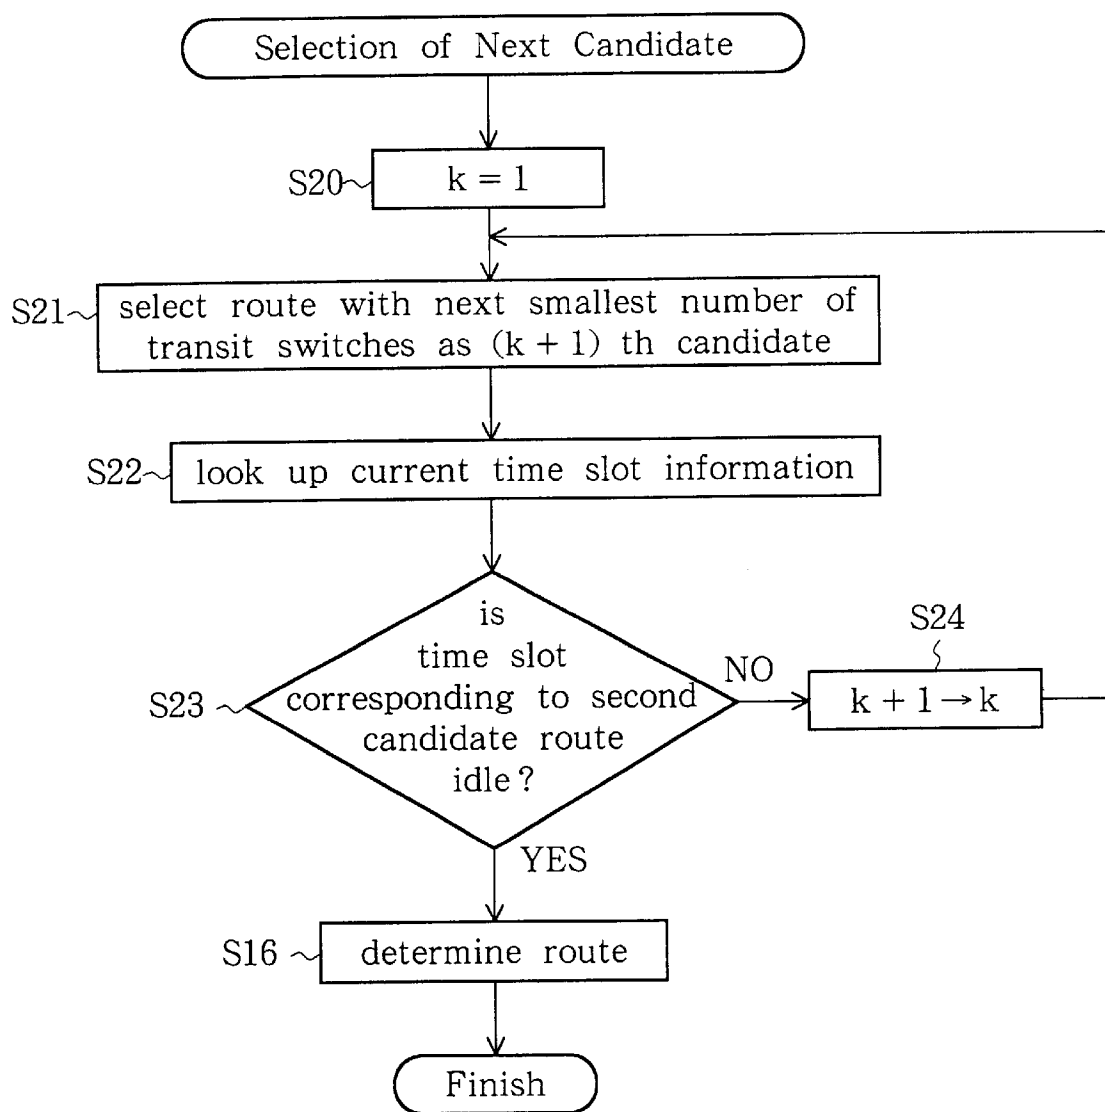 Selection of Next Candidate
S20
k = 1
S21
select route with next smallest number of
transit switches as (k + 1) th candidate
S22
look up current time slot information
S23
is
time slot
corresponding to second
candidate route
idle?
NO
S24
k + 1 → k
YES
S16
determine route
Finish